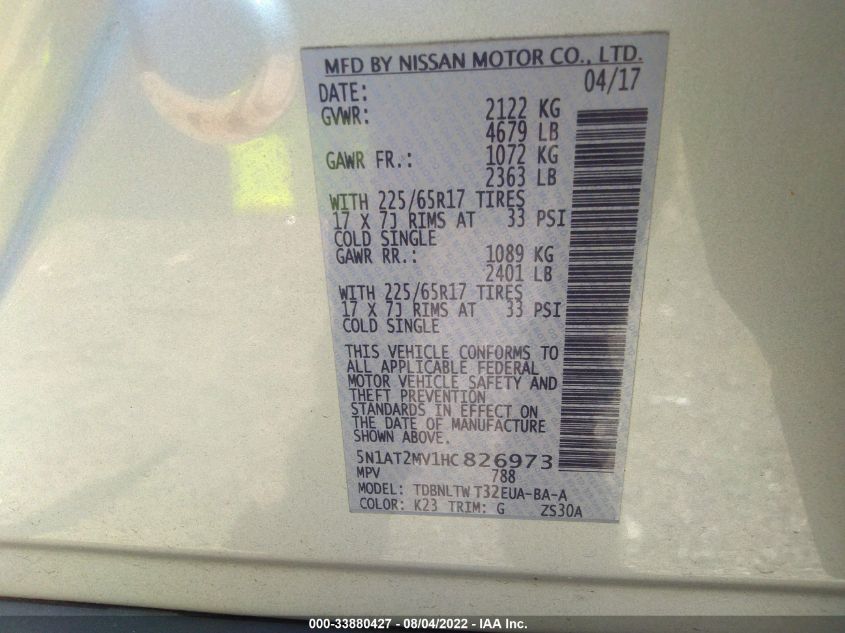 MFD BY NISSAN MOTOR CO., LTD.
DATE: 04/17
GVWR: 2122 KG
4679 LB
GAWR FR.: 1072 KG
2363 LB
WITH 225/65R17 TIRES
17 X 7J RIMS AT 33 PSI
COLD SINGLE
GAWR RR.: 1089 KG
2401 LB
WITH 225/65R17 TIRES
17 X 7J RIMS AT 33 PSI
COLD SINGLE
THIS VEHICLE CONFORMS TO
ALL APPLICABLE FEDERAL
MOTOR VEHICLE SAFETY AND
THEFT PREVENTION
STANDARDS IN EFFECT ON
THE DATE OF MANUFACTURE
SHOWN ABOVE.
5N1AT2MV1HC826973
MPV 788
MODEL: TDBNLTW T32EUA-BA-A
COLOR: K23 TRIM: G ZS30A
000-33880427 - 08/04/2022 - IAA Inc.